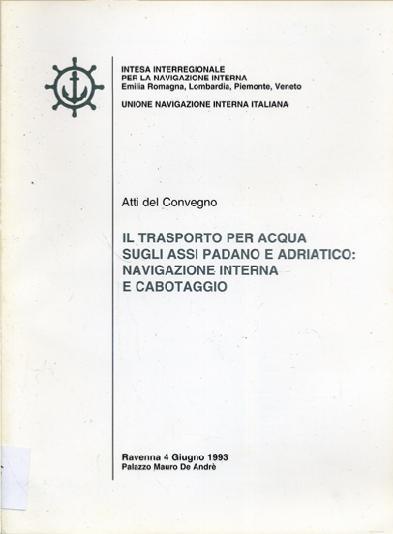 INTESA INTERREGIONALE
PER LA NAVIGAZIONE INTERNA
Emilia Romagna, Lombardia, Piemonte, Veneto
UNIONE NAVIGAZIONE INTERNA ITALIANA
Atti del Convegno
IL TRASPORTO PER ACQUA
SUGLI ASSI PADANO E ADRIATICO:
NAVIGAZIONE INTERNA
E CABOTAGGIO
Ravenna 4 Giugno 1993
Palazzo Mauro De Andrè